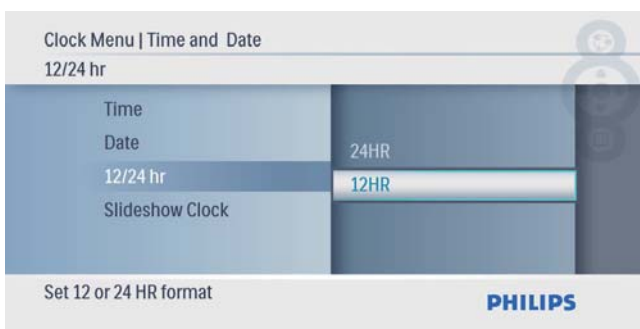 Clock Menu | Time and Date
12/24 hr
Time
Date
12/24 hr
Slideshow Clock
24HR
12HR
Set 12 or 24 HR format
PHILIPS